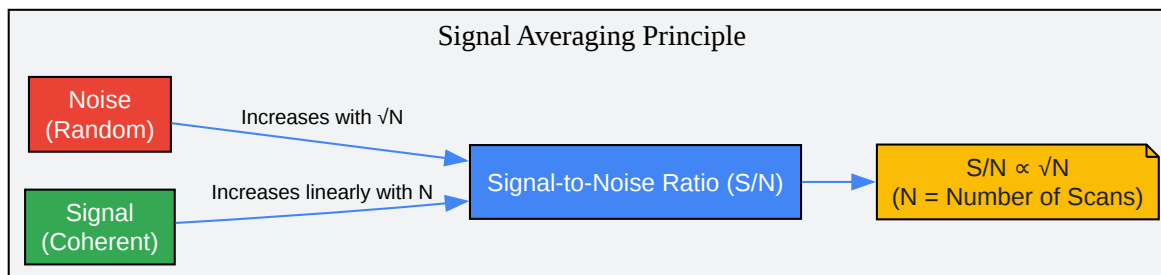 Signal Averaging Principle
Noise
(Random)
Increases with √N
Signal
(Coherent)
Increases linearly with N
Signal-to-Noise Ratio (S/N)
S/N ∝ √N
(N = Number of Scans)